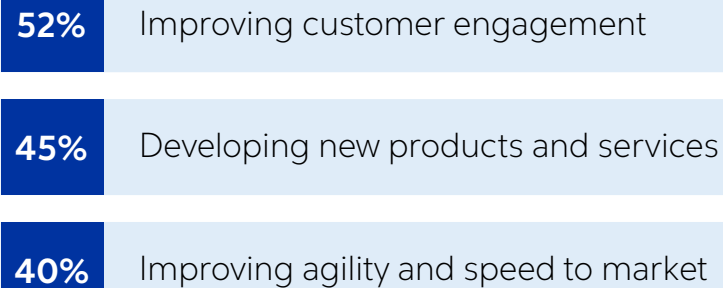 52% Improving customer engagement
45% Developing new products and services
40% Improving agility and speed to market